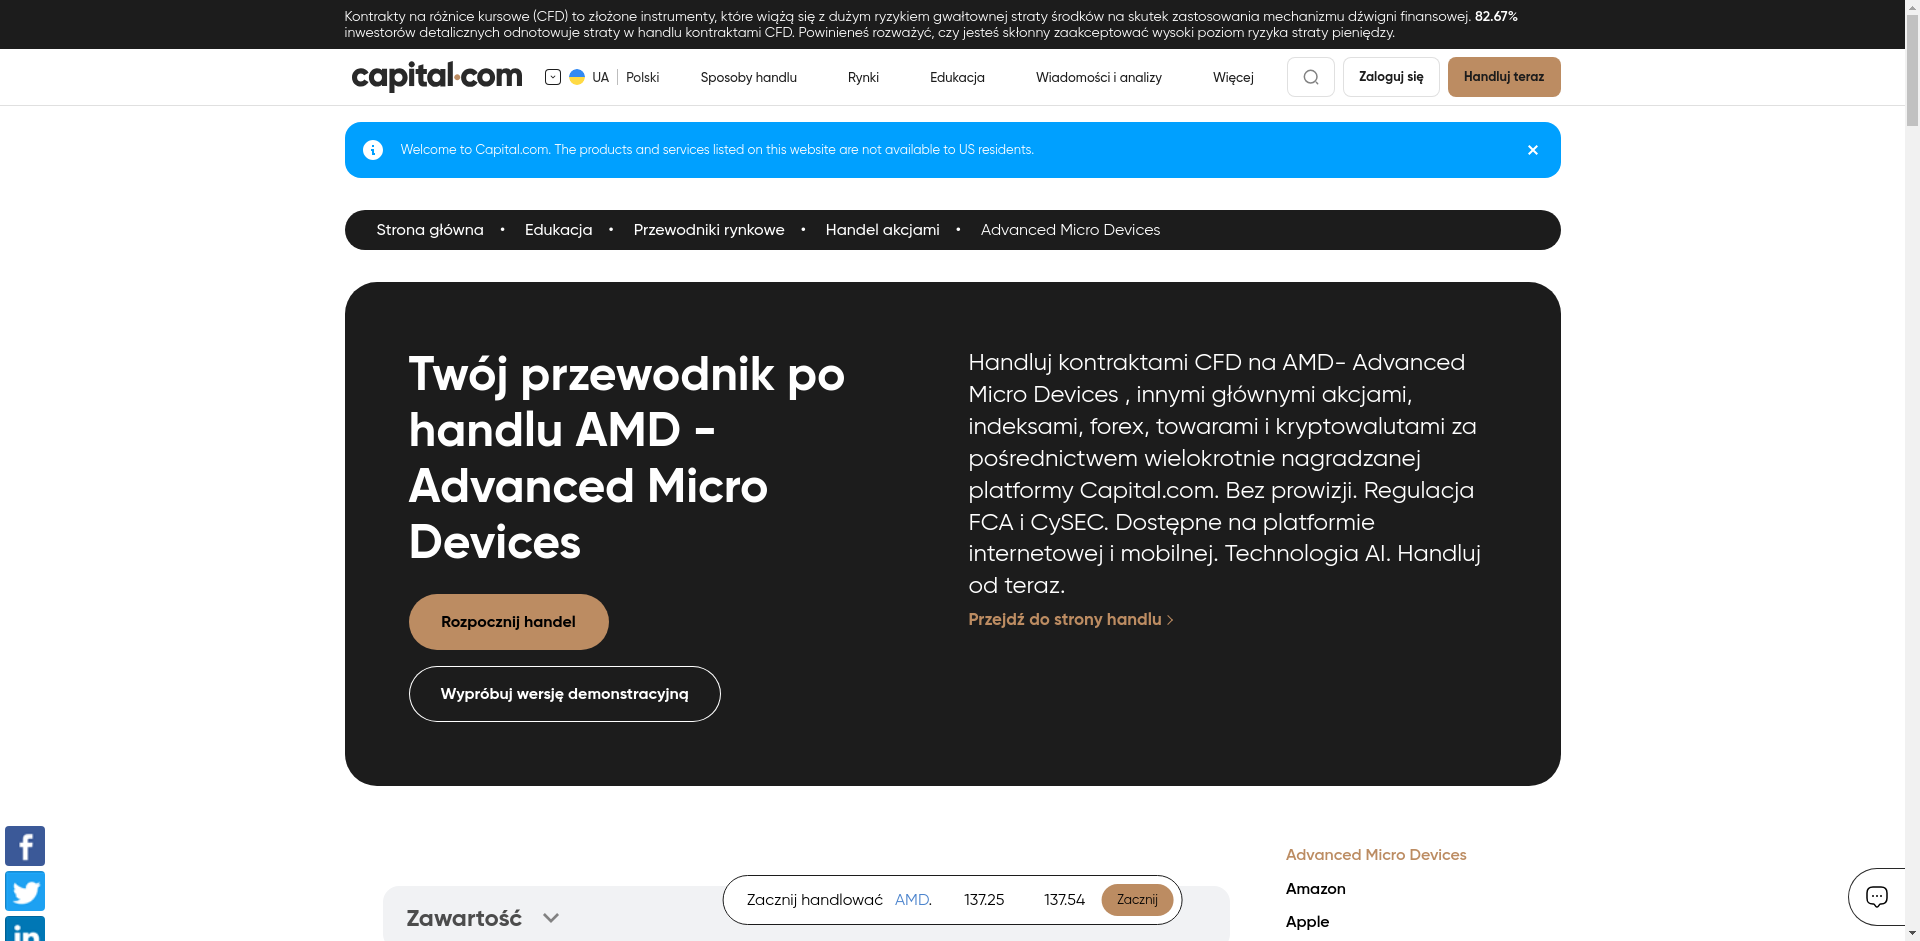 Kontrakty na różnice kursowe (CFD) to złożone instrumenty, które wiążą się z dużym ryzykiem gwałtownej straty środków na skutek zastosowania mechanizmu dźwigni finansowej. 82.67%
inwestorów detalicznych odnotowuje straty w handlu kontraktami CFD. Powinieneś rozważyć, czy jesteś skłonny zaakceptować wysoki poziom ryzyka straty pieniędzy.
capital.com
UA
Polski
Sposoby handlu
Rynki
Edukacja
Wiadomości i analizy
Więcej
Zaloguj się
Handluj teraz
Welcome to Capital.com. The products and services listed on this website are not available to US residents.
Strona główna • Edukacja • Przewodniki rynkowe • Handel akcjami • Advanced Micro Devices
Twój przewodnik po
handlu AMD -
Advanced Micro
Devices
Rozpocznij handel
Wypróbuj wersję demonstracyjną
Handluj kontraktami CFD na AMD- Advanced
Micro Devices , innymi głównymi akcjami,
indeksami, forex, towarami i kryptowalutami za
pośrednictwem wielokrotnie nagradzanej
platformy Capital.com. Bez prowizji. Regulacja
FCA i CySEC. Dostępne na platformie
internetowej i mobilnej. Technologia AI. Handluj
od teraz.
Przejdź do strony handlu
Zawartość
Zacznij handlować AMD. 137.25 137.54 Zacznij
Advanced Micro Devices
Amazon
Apple